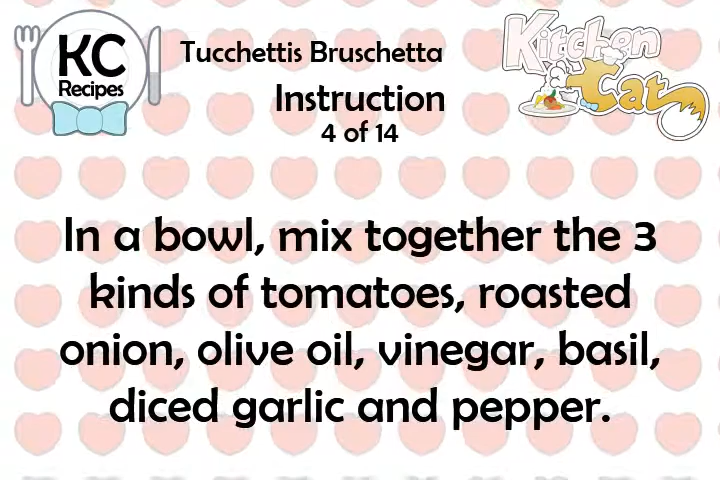 KC
Recipes
Tucchettis Bruschetta
Instruction
4 of 14
Kitchen
Cat
In a bowl, mix together the 3
kinds of tomatoes, roasted
onion, olive oil, vinegar, basil,
diced garlic and pepper.